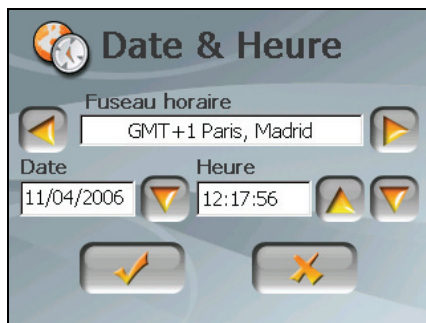 Date & Heure
Fuseau horaire
GMT+1 Paris, Madrid
Date Heure
11/04/2006 12:17:56